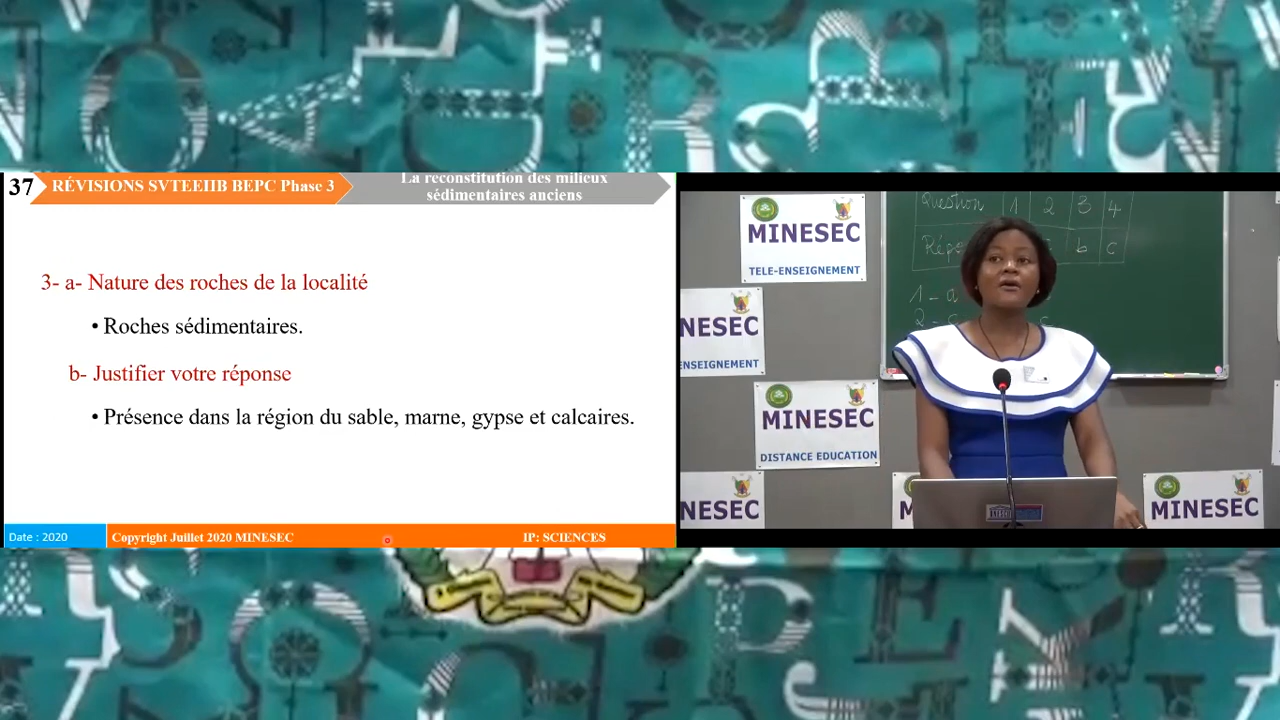 37
RÉVISIONS SVTEEHB BEPC Phase 3
La reconstitution des milieux
sédimentaires anciens
3- a- Nature des roches de la localité
• Roches sédimentaires.
b- Justifier votre réponse
• Présence dans la région du sable, marne, gypse et calcaires.
Date : 2020
Copyright Juillet 2020 MINESEC
IP: SCIENCES
MINESEC
TELE-ENSEIGNEMENT
NESEC
ENSEIGNEMENT
MINESEC
DISTANCE EDUCATION
NESEC
M
MINESEC
Question 1 2 3 4
Répo b c
1 - a
2 - c c